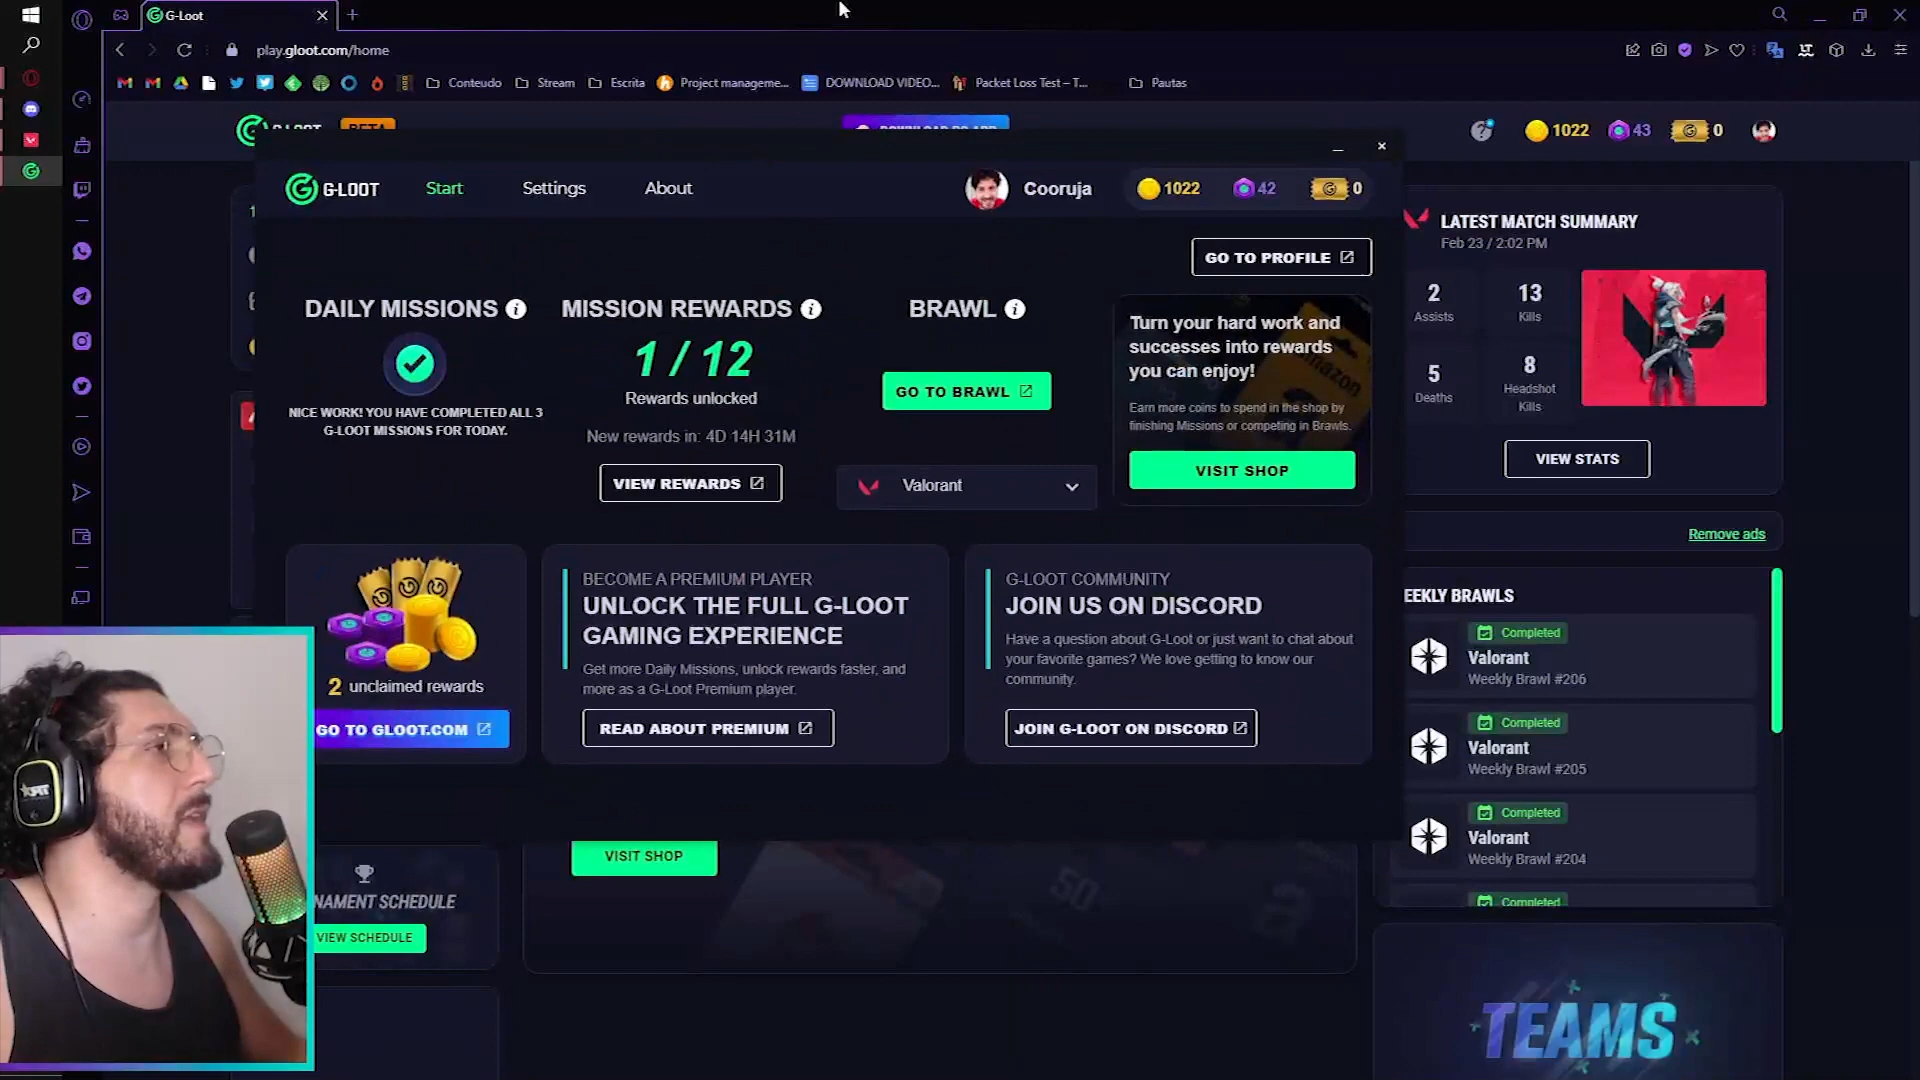 G-Loot
play.gloot.com/home
Conteudo
Stream
Escrita
Project manageme...
DOWNLOAD VIDEO...
Packet Loss Test – T...
Pautas
BETA
1022
43
0
G-LOOT
Start
Settings
About
Cooruja
1022
42
0
GO TO PROFILE
DAILY MISSIONS
NICE WORK! YOU HAVE COMPLETED ALL 3
G-LOOT MISSIONS FOR TODAY.
MISSION REWARDS
1 / 12
Rewards unlocked
New rewards in: 4D 14H 31M
VIEW REWARDS
BRAWL
GO TO BRAWL
Valorant
Turn your hard work and
successes into rewards
you can enjoy!
Earn more coins to spend in the shop by
finishing Missions or competing in Brawls.
VISIT SHOP
LATEST MATCH SUMMARY
Feb 23 / 2:02 PM
2
Assists
13
Kills
5
Deaths
8
Headshot
Kills
VIEW STATS
Remove ads
2 unclaimed rewards
GO TO GLOOT.COM
BECOME A PREMIUM PLAYER
UNLOCK THE FULL G-LOOT
GAMING EXPERIENCE
Get more Daily Missions, unlock rewards faster, and
more as a G-Loot Premium player.
READ ABOUT PREMIUM
G-LOOT COMMUNITY
JOIN US ON DISCORD
Have a question about G-Loot or just want to chat about
your favorite games? We love getting to know our
community.
JOIN G-LOOT ON DISCORD
EEKLY BRAWLS
Completed
Valorant
Weekly Brawl #206
Completed
Valorant
Weekly Brawl #205
Completed
Valorant
Weekly Brawl #204
Completed
VISIT SHOP
50
NAMENT SCHEDULE
VIEW SCHEDULE
TEAMS